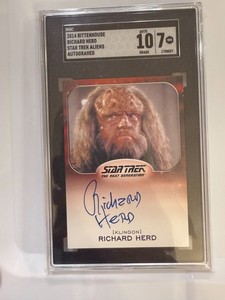 2014 RITTENHOUSE
RICHARD HERD
STAR TREK ALIENS
AUTOGRAPHED
AUTO
10
GRADE
7
STAR TREK
THE NEXT GENERATION
Richard
Herd
[KLINGON]
RICHARD HERD